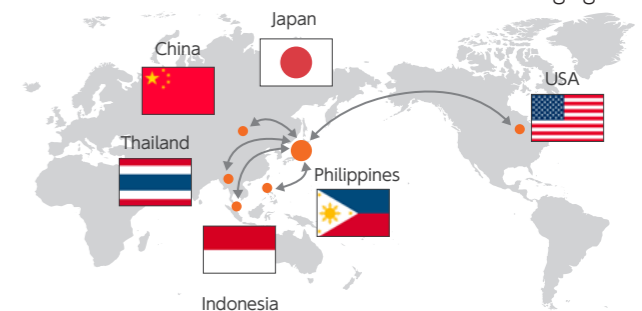 Japan
China
USA
Thailand
Philippines
Indonesia